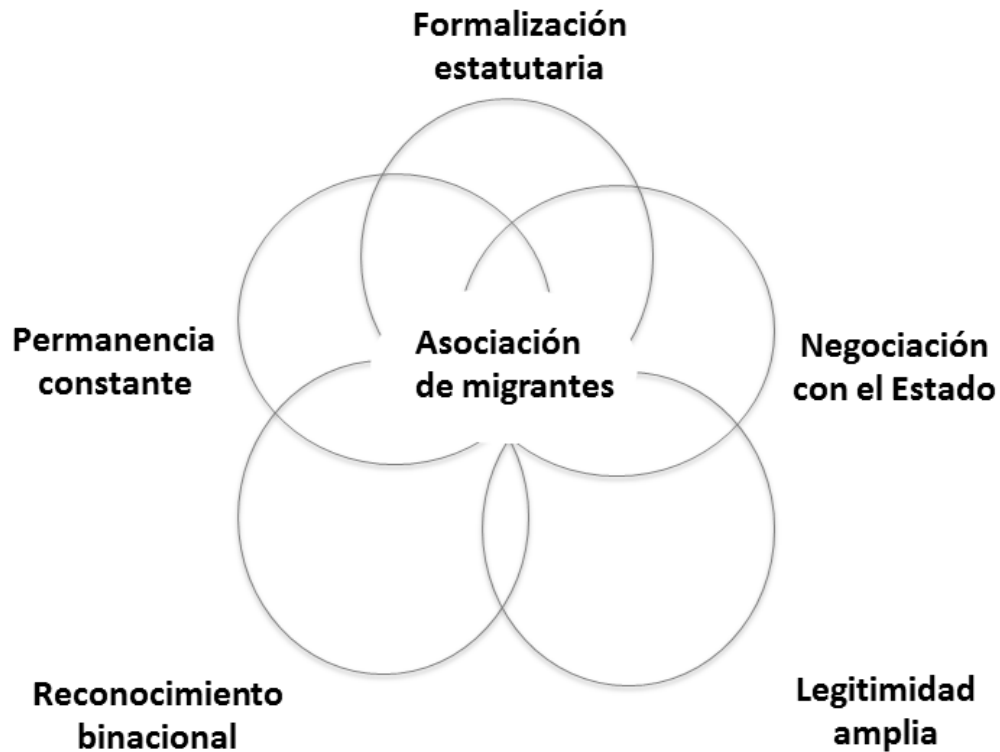 Formalización
estatutaria
Permanencia
constante
Asociación
de migrantes
Negociación
con el Estado
Reconocimiento
binacional
Legitimidad
amplia